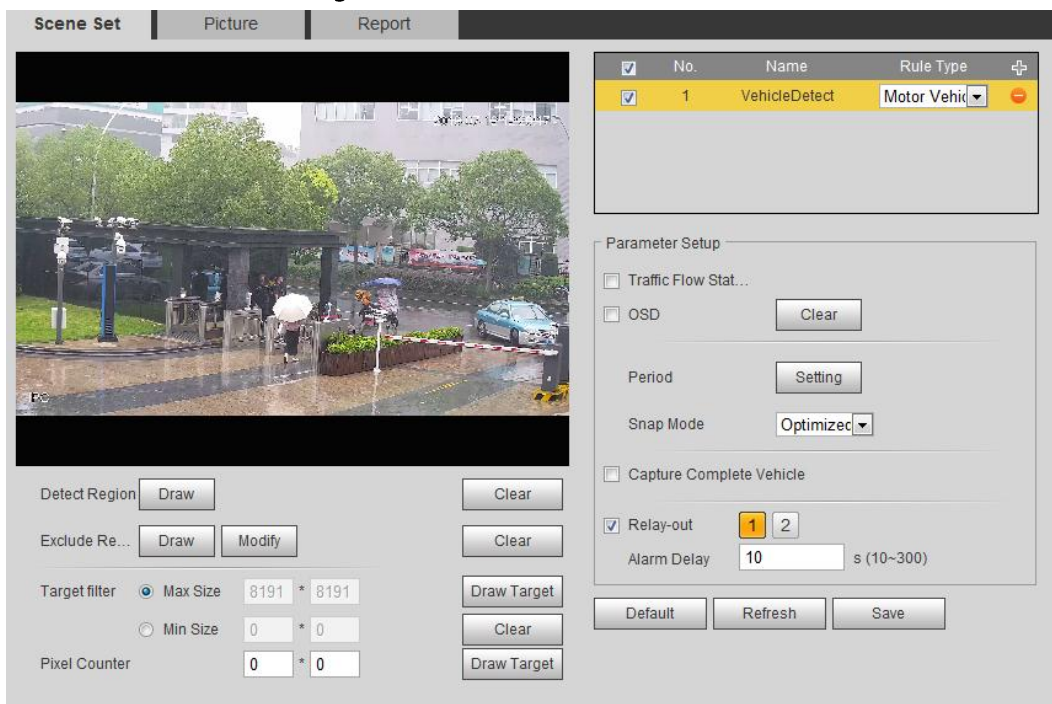 Scene Set Picture Report
No. Name Rule Type
1 VehicleDetect Motor Vehic
Parameter Setup
Traffic Flow Stat...
OSD Clear
Period Setting
Snap Mode Optimized
Capture Complete Vehicle
Relay-out 1 2
Alarm Delay 10 s (10~300)
Default Refresh Save
IPC
Detect Region Draw Clear
Exclude Re... Draw Modify Clear
Target filter Max Size 8191 * 8191 Draw Target
Min Size 0 * 0 Clear
Pixel Counter 0 * 0 Draw Target